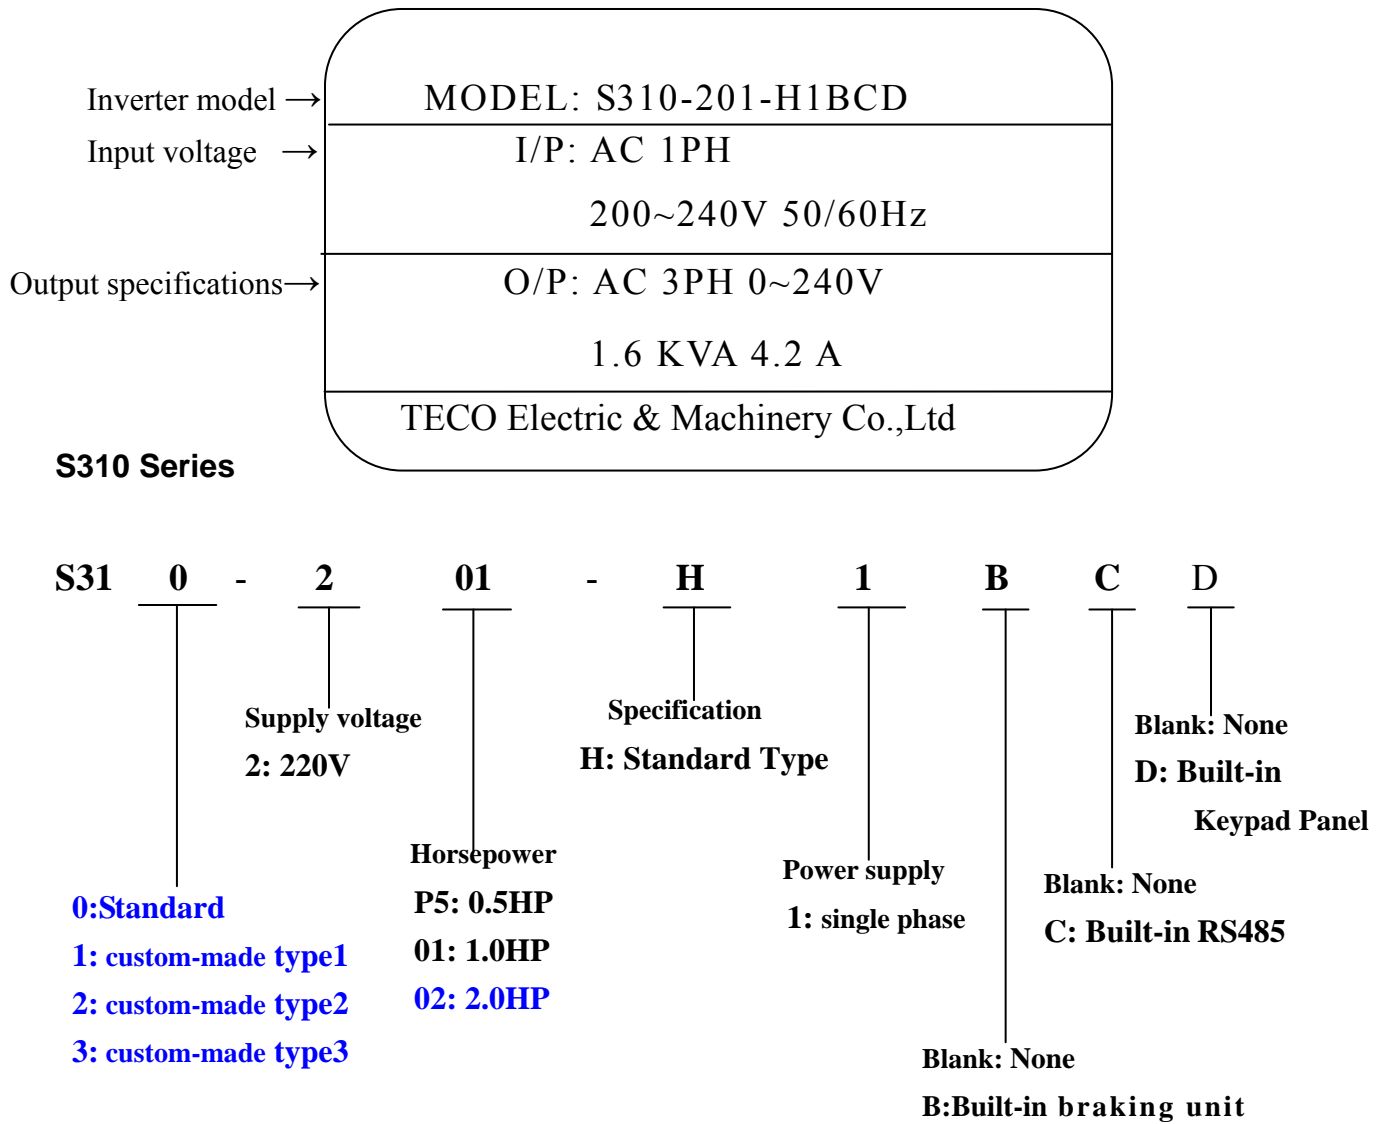 Inverter model → MODEL: S310-201-H1BCD
Input voltage → I/P: AC 1PH
200~240V 50/60Hz
Output specifications→ O/P: AC 3PH 0~240V
1.6 KVA 4.2 A
TECO Electric & Machinery Co.,Ltd
S310 Series
S31 0 - 2 01 - H 1 B C D
Supply voltage
2: 220V
Specification
H: Standard Type
Blank: None
D: Built-in
Keypad Panel
Horsepower
P5: 0.5HP
01: 1.0HP
02: 2.0HP
Power supply
1: single phase
Blank: None
C: Built-in RS485
0:Standard
1: custom-made type1
2: custom-made type2
3: custom-made type3
Blank: None
B:Built-in braking unit